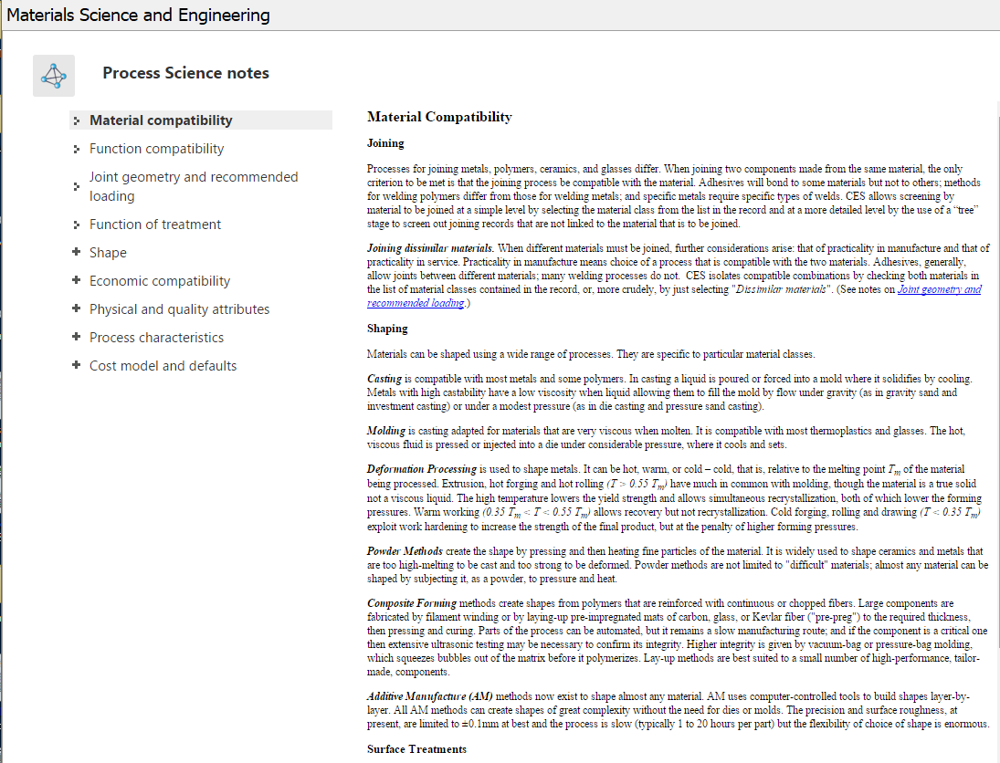 Materials Science and Engineering
Process Science notes
Material compatibility
Function compatibility
Joint geometry and recommended
loading
Function of treatment
Shape
Economic compatibility
Physical and quality attributes
Process characteristics
Cost model and defaults
Material Compatibility
Joining
Processes for joining metals, polymers, ceramics, and glasses differ. When joining two components made from the same material, the only
criterion to be met is that the joining process be compatible with the material. Adhesives will bond to some materials but not to others; methods
for welding polymers differ from those for welding metals; and specific metals require specific types of welds. CES allows screening by
material to be joined at a simple level by selecting the material class from the list in the record and at a more detailed level by the use of a “tree”
stage to screen out joining records that are not linked to the material that is to be joined.
Joining dissimilar materials. When different materials must be joined, further considerations arise: that of practicality in manufacture and that of
practicality in service. Practicality in manufacture means choice of a process that is compatible with the two materials. Adhesives, generally,
allow joints between different materials; many welding processes do not. CES isolates compatible combinations by checking both materials in
the list of material classes contained in the record, or, more crudely, by just selecting "Dissimilar materials". (See notes on Joint geometry and
recommended loading.)
Shaping
Materials can be shaped using a wide range of processes. They are specific to particular material classes.
Casting is compatible with most metals and some polymers. In casting a liquid is poured or forced into a mold where it solidifies by cooling.
Metals with high castability have a low viscosity when liquid allowing them to fill the mold by flow under gravity (as in gravity sand and
investment casting) or under a modest pressure (as in die casting and pressure sand casting).
Molding is casting adapted for materials that are very viscous when molten. It is compatible with most thermoplastics and glasses. The hot,
viscous fluid is pressed or injected into a die under considerable pressure, where it cools and sets.
Deformation Processing is used to shape metals. It can be hot, warm, or cold – cold, that is, relative to the melting point Tm of the material
being processed. Extrusion, hot forging and hot rolling (T > 0.55 Tm) have much in common with molding, though the material is a true solid
not a viscous liquid. The high temperature lowers the yield strength and allows simultaneous recrystallization, both of which lower the forming
pressures. Warm working (0.35 Tm < T < 0.55 Tm) allows recovery but not recrystallization. Cold forging, rolling and drawing (T < 0.35 Tm)
exploit work hardening to increase the strength of the final product, but at the penalty of higher forming pressures.
Powder Methods create the shape by pressing and then heating fine particles of the material. It is widely used to shape ceramics and metals that
are too high-melting to be cast and too strong to be deformed. Powder methods are not limited to "difficult" materials; almost any material can be
shaped by subjecting it, as a powder, to pressure and heat.
Composite Forming methods create shapes from polymers that are reinforced with continuous or chopped fibers. Large components are
fabricated by filament winding or by laying-up pre-impregnated mats of carbon, glass, or Kevlar fiber ("pre-preg") to the required thickness,
then pressing and curing. Parts of the process can be automated, but it remains a slow manufacturing route; and if the component is a critical one
then extensive ultrasonic testing may be necessary to confirm its integrity. Higher integrity is given by vacuum-bag or pressure-bag molding,
which squeezes bubbles out of the matrix before it polymerizes. Lay-up methods are best suited to a small number of high-performance, tailor-
made, components.
Additive Manufacture (AM) methods now exist to shape almost any material. AM uses computer-controlled tools to build shapes layer-by-
layer. All AM methods can create shapes of great complexity without the need for dies or molds. The precision and surface roughness, at
present, are limited to ±0.1mm at best and the process is slow (typically 1 to 20 hours per part) but the flexibility of choice of shape is enormous.
Surface Treatments